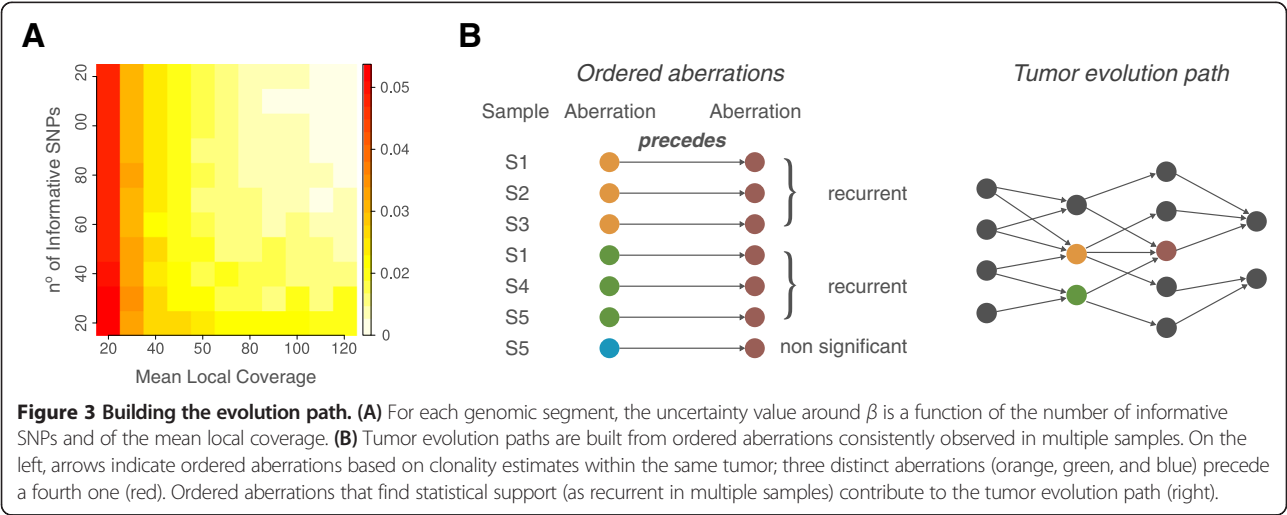 A
nº of Informative SNPs
20
00
80
60
40
20
20 40 60 80 100 120
Mean Local Coverage
0.05
0.03
0.02
0
B
Ordered aberrations
Tumor evolution path
Sample Aberration Aberration
precedes
S1
S2
S3
recurrent
S1
S4
S5
recurrent
S5
non significant
Figure 3 Building the evolution path. (A) For each genomic segment, the uncertainty value around β is a function of the number of informative
SNPs and of the mean local coverage. (B) Tumor evolution paths are built from ordered aberrations consistently observed in multiple samples. On the
left, arrows indicate ordered aberrations based on clonality estimates within the same tumor; three distinct aberrations (orange, green, and blue) precede
a fourth one (red). Ordered aberrations that find statistical support (as recurrent in multiple samples) contribute to the tumor evolution path (right).